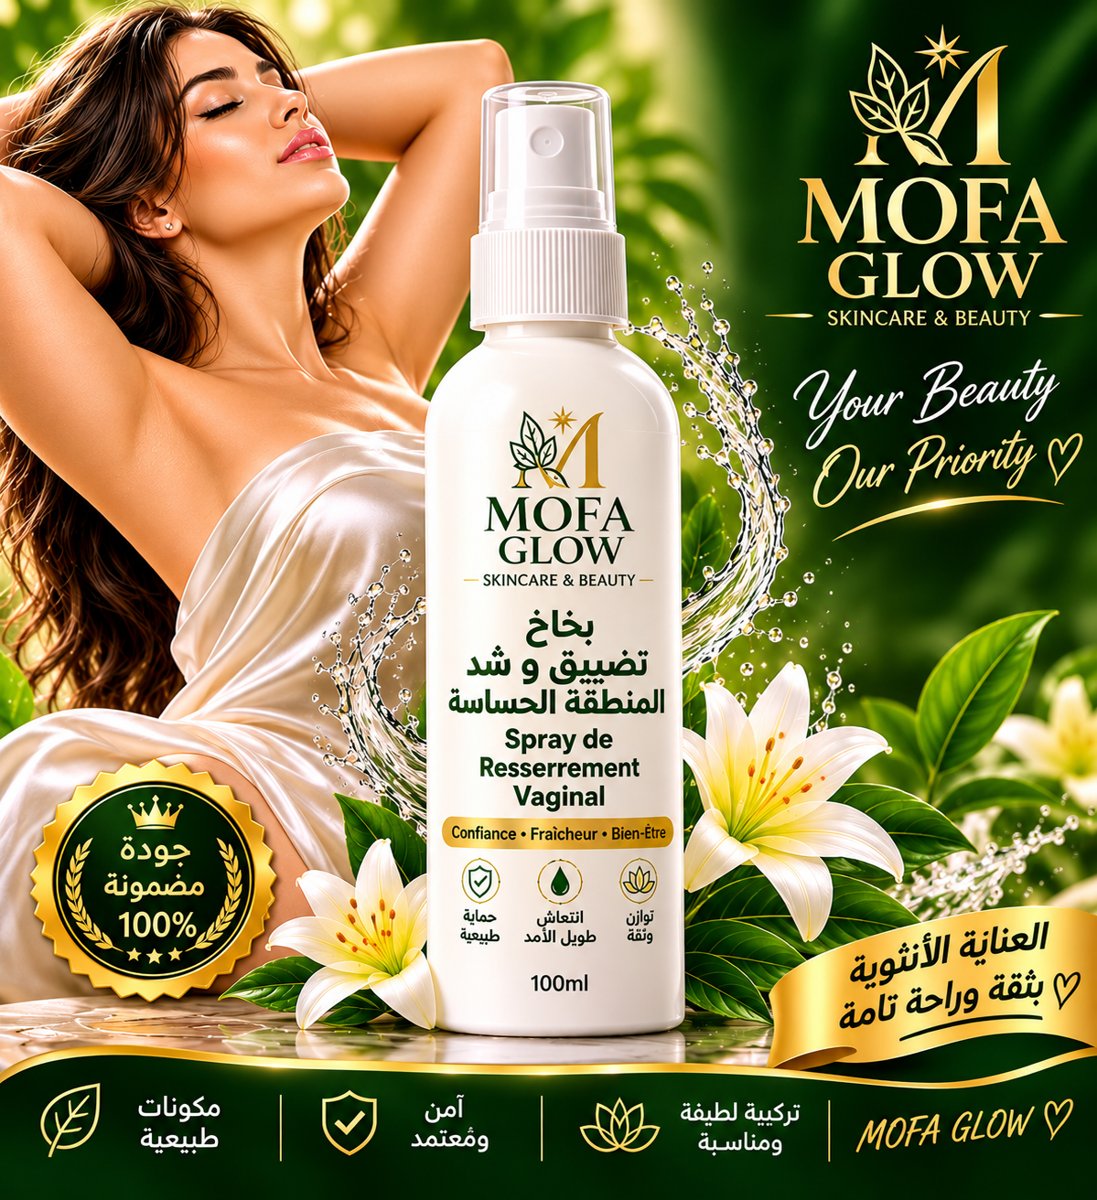 MOFA
GLOW
SKINCARE & BEAUTY
Your Beauty
Our Priority
MOFA
GLOW
SKINCARE & BEAUTY
بخاخ
تضييق و شد
المنطقة الحساسة
Spray de
Resserrement
Vaginal
Confiance • Fraîcheur • Bien-Être
حماية
طبيعية
انتعاش
طويل الأمد
توازن
وثقة
100ml
جودة
مضمونة
100%
العناية الأنثوية
بثقة وراحة تامة
مكونات
طبيعية
آمن
ومُعتمد
تركيبة لطيفة
ومناسبة
MOFA GLOW